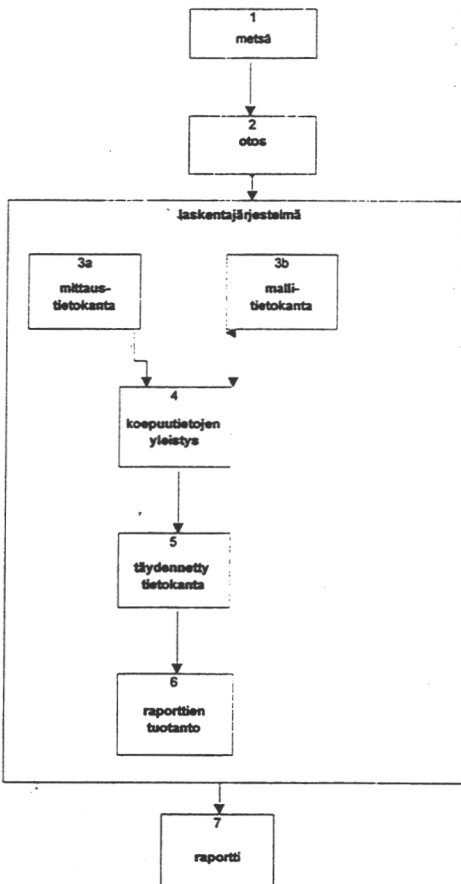 1
metsä
2
otos
laskentajärjestelmä
3a
mittaus-
tietokanta
3b
malli-
tietokanta
4
koepuutietojen
yleistys
5
täydennetty
tietokanta
6
raporttien
tuotanto
7
raportti